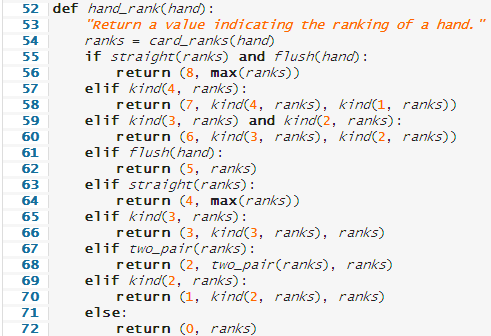 52 def hand_rank(hand):
53     "Return a value indicating the ranking of a hand."
54     ranks = card_ranks(hand)
55     if straight(ranks) and flush(hand):
56         return (8, max(ranks))
57     elif kind(4, ranks):
58         return (7, kind(4, ranks), kind(1, ranks))
59     elif kind(3, ranks) and kind(2, ranks):
60         return (6, kind(3, ranks), kind(2, ranks))
61     elif flush(hand):
62         return (5, ranks)
63     elif straight(ranks):
64         return (4, max(ranks))
65     elif kind(3, ranks):
66         return (3, kind(3, ranks), ranks)
67     elif two_pair(ranks):
68         return (2, two_pair(ranks), ranks)
69     elif kind(2, ranks):
70         return (1, kind(2, ranks), ranks)
71     else:
72         return (0, ranks)